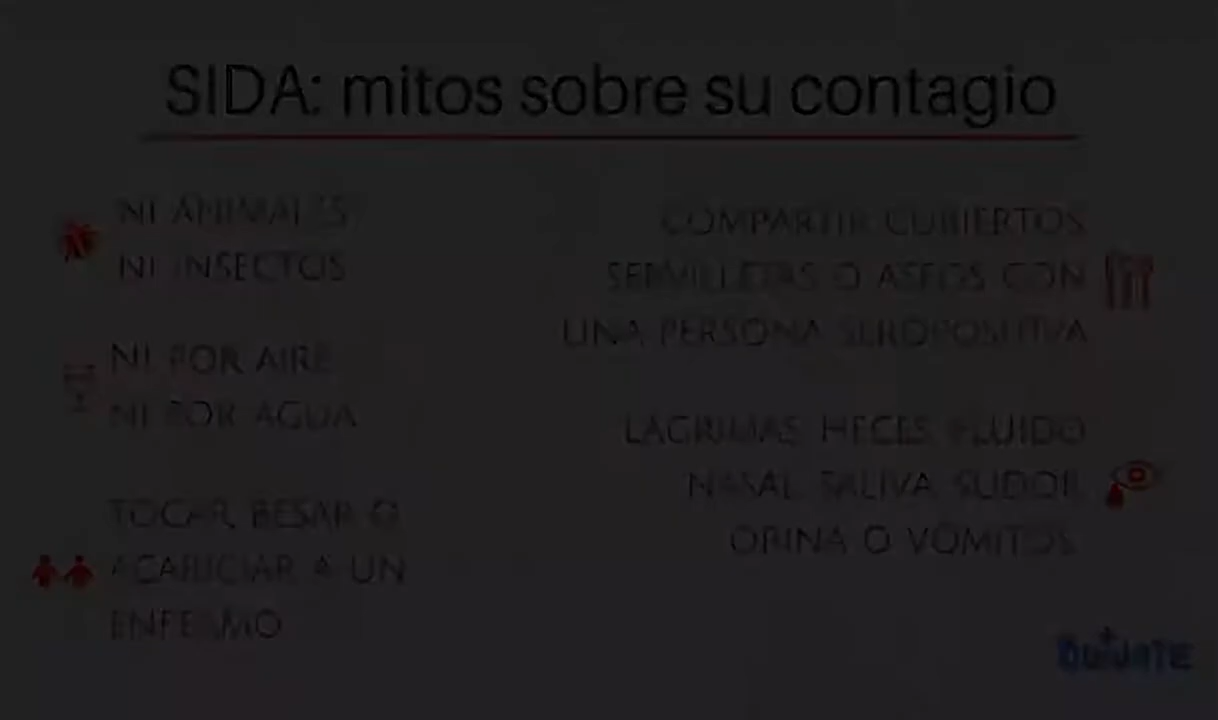 SIDA: mitos sobre su contagio
NI ANIMALES
NI INSECTOS
NI POR AIRE
NI POR AGUA
TOCAR, BESAR O
ACARICIAR A UN
ENFERMO
COMPARTIR CUBIERTOS
SERVILLETAS O ASEOS CON
UNA PERSONA SEROPOSITIVA
LÁGRIMAS, HECES, FLUIDO
NASAL, SALIVA, SUDOR,
ORINA O VÓMITOS